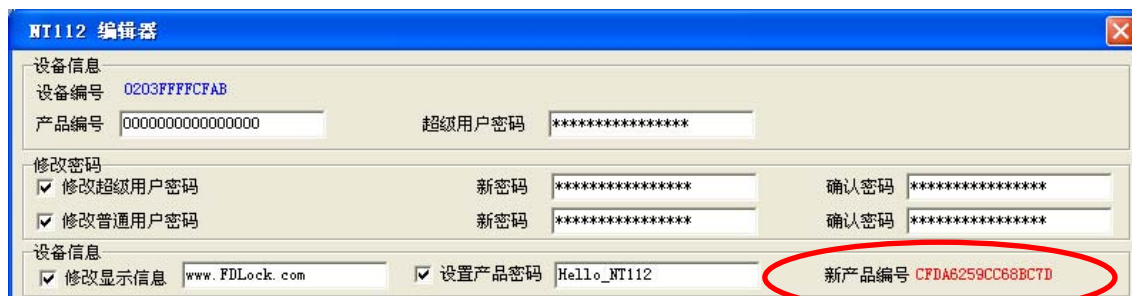 NT112 编辑器
设备信息
设备编号 0203FFFFCFAB
产品编号 0000000000000000 超级用户密码 ****************
修改密码
修改超级用户密码 新密码 **************** 确认密码 ****************
修改普通用户密码 新密码 **************** 确认密码 ****************
设备信息
修改显示信息 www.FDLock.com 设置产品密码 Hello_NT112 新产品编号 CFDA6259CC68BC7D